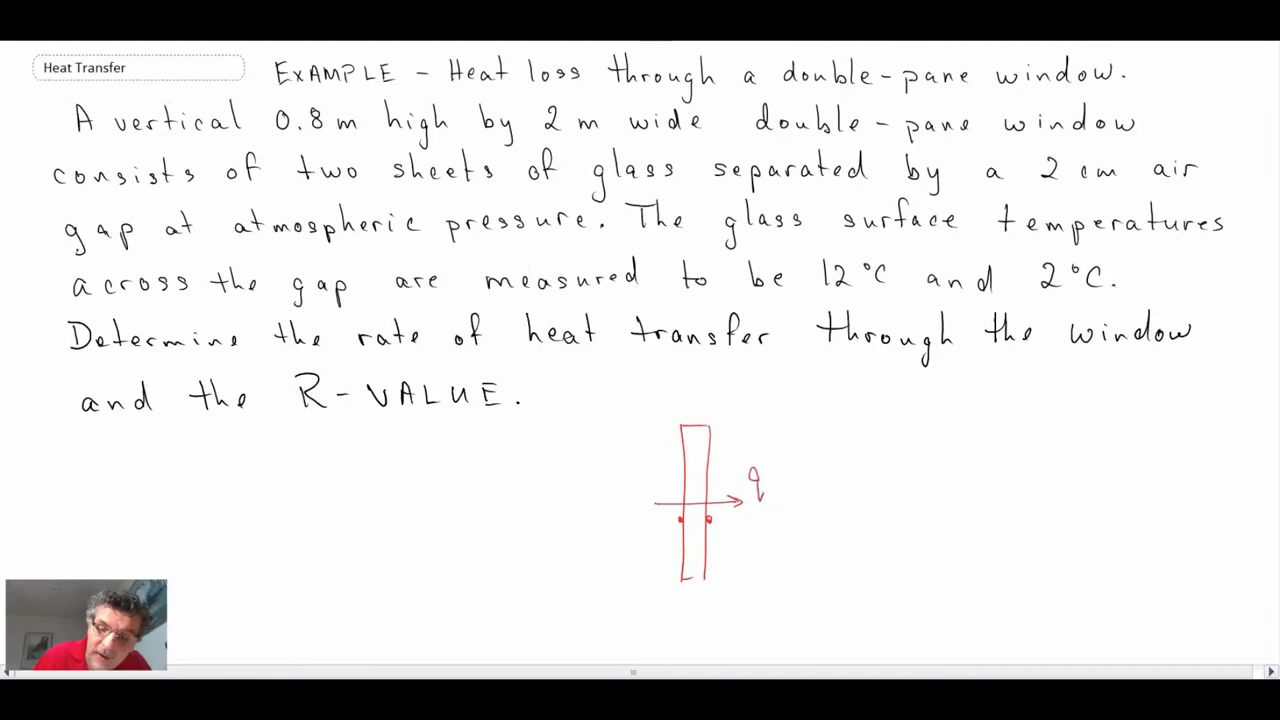 Heat Transfer
EXAMPLE - Heat loss through a double-pane window.
A vertical 0.8 m high by 2 m wide double-pane window
consists of two sheets of glass separated by a 2 cm air
gap at atmospheric pressure. The glass surface temperatures
across the gap are measured to be 12°C and 2°C.
Determine the rate of heat transfer through the window
and the R-VALUE.
q